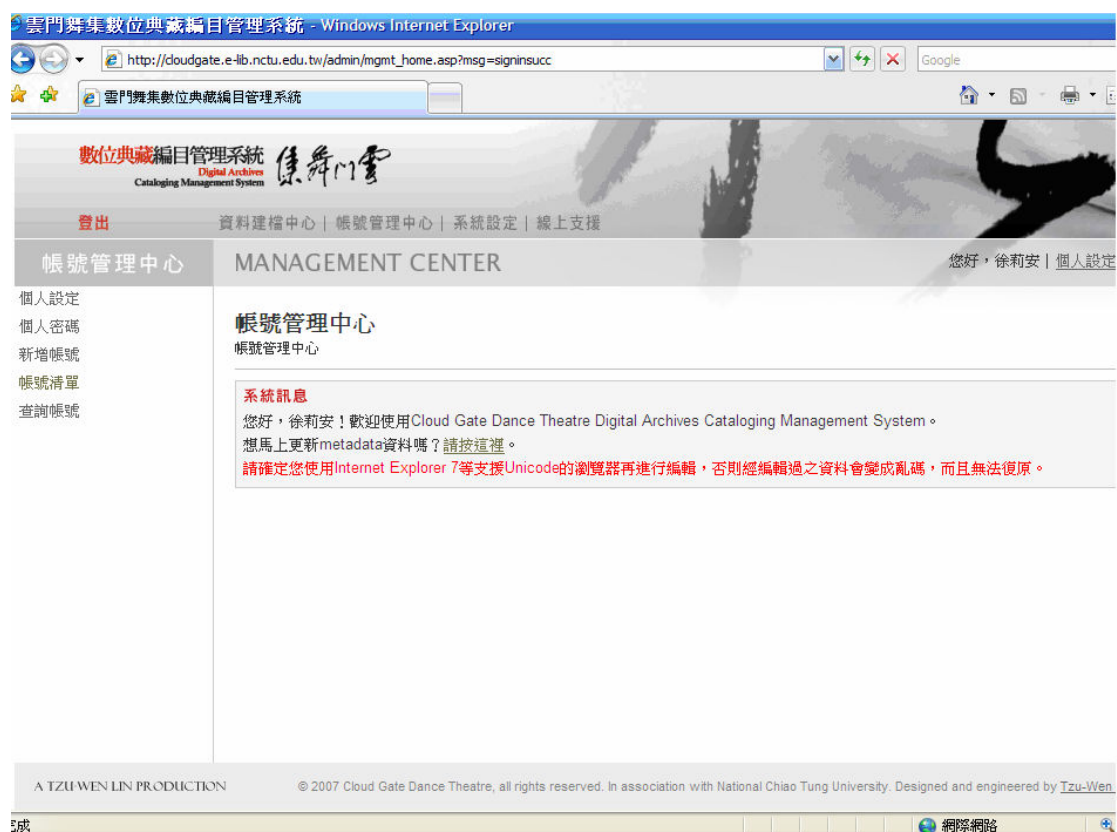 雲門舞集數位典藏編目管理系統 - Windows Internet Explorer
http://cloudgate.e-lib.nctu.edu.tw/admin/mgmt_home.asp?msg=signinsucc
Google
雲門舞集數位典藏編目管理系統
數位典藏編目管理系統
Digital Archives
Cataloging Management System
集舞門雲
登出
資料建檔中心 | 帳號管理中心 | 系統設定 | 線上支援
帳號管理中心
MANAGEMENT CENTER
您好,徐莉安 | 個人設定
個人設定
個人密碼
新增帳號
帳號清單
查詢帳號
帳號管理中心
帳號管理中心
系統訊息
您好,徐莉安!歡迎使用Cloud Gate Dance Theatre Digital Archives Cataloging Management System。
想馬上更新metadata資料嗎?請按這裡。
請確定您使用Internet Explorer 7等支援Unicode的瀏覽器再進行編輯,否則經編輯過之資料會變成亂碼,而且無法復原。
A TZU-WEN LIN PRODUCTION
© 2007 Cloud Gate Dance Theatre, all rights reserved. In association with National Chiao Tung University. Designed and engineered by Tzu-Wen
完成
網際網路